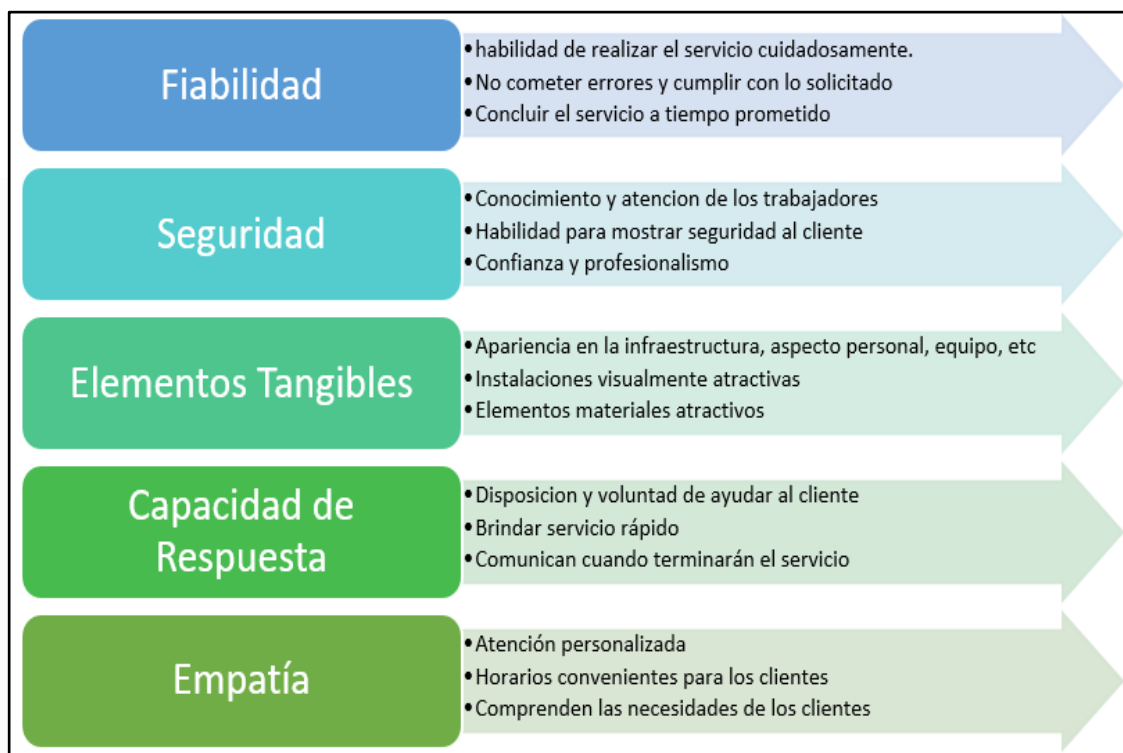 Fiabilidad
•habilidad de realizar el servicio cuidadosamente.
•No cometer errores y cumplir con lo solicitado
•Concluir el servicio a tiempo prometido
Seguridad
•Conocimiento y atencion de los trabajadores
•Habilidad para mostrar seguridad al cliente
•Confianza y profesionalismo
Elementos Tangibles
•Apariencia en la infraestructura, aspecto personal, equipo, etc
•Instalaciones visualmente atractivas
•Elementos materiales atractivos
Capacidad de
Respuesta
•Disposicion y voluntad de ayudar al cliente
•Brindar servicio rápido
•Comunican cuando terminarán el servicio
Empatía
•Atención personalizada
•Horarios convenientes para los clientes
•Comprenden las necesidades de los clientes